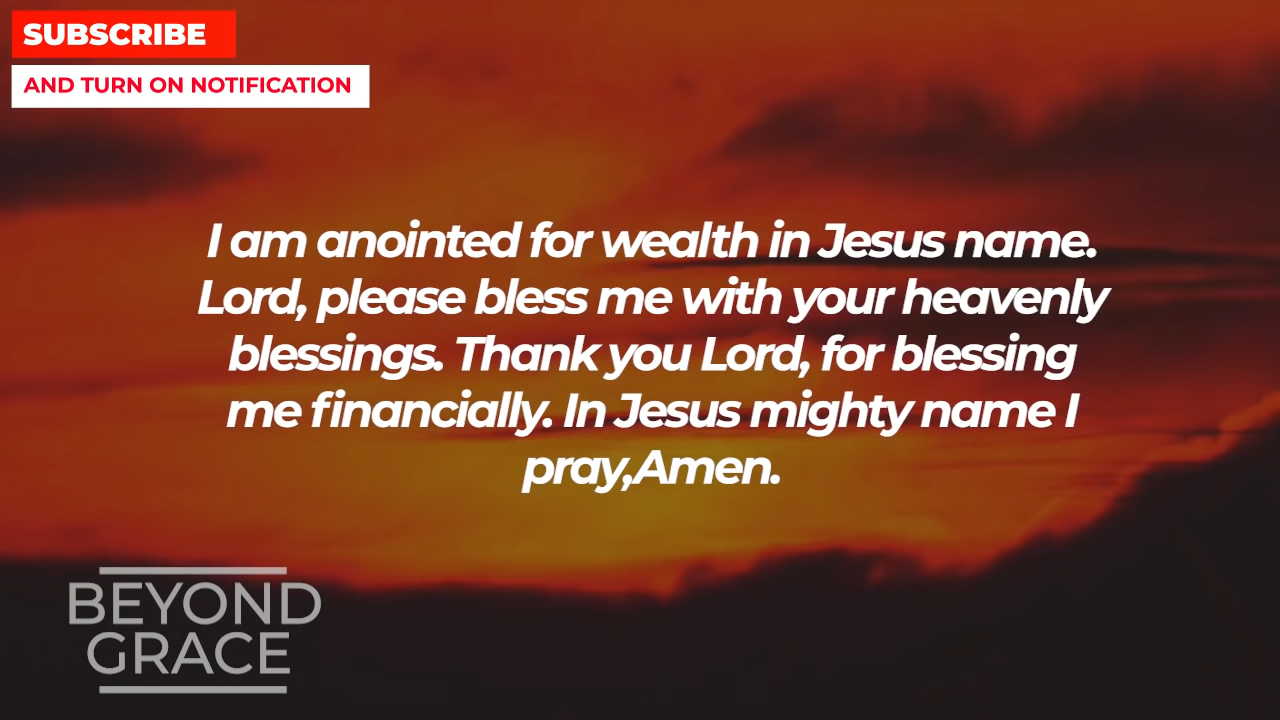 SUBSCRIBE
AND TURN ON NOTIFICATION
I am anointed for wealth in Jesus name.
Lord, please bless me with your heavenly
blessings. Thank you Lord, for blessing
me financially. In Jesus mighty name I
pray,Amen.
BEYOND
GRACE